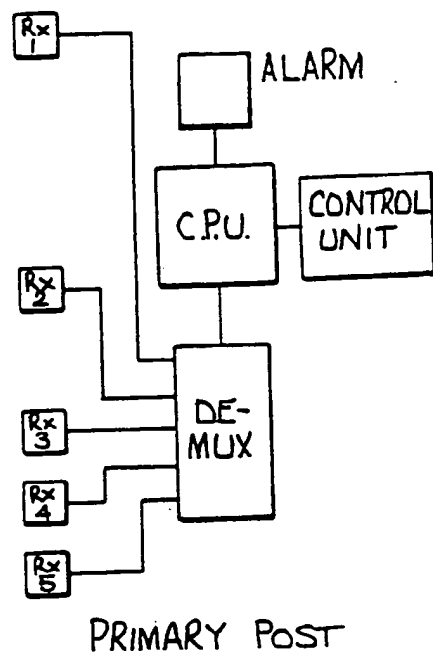 Rx
1
ALARM
C.P.U.
CONTROL
UNIT
Rx
2
DE-
MUX
Rx
3
Rx
4
Rx
5
PRIMARY POST